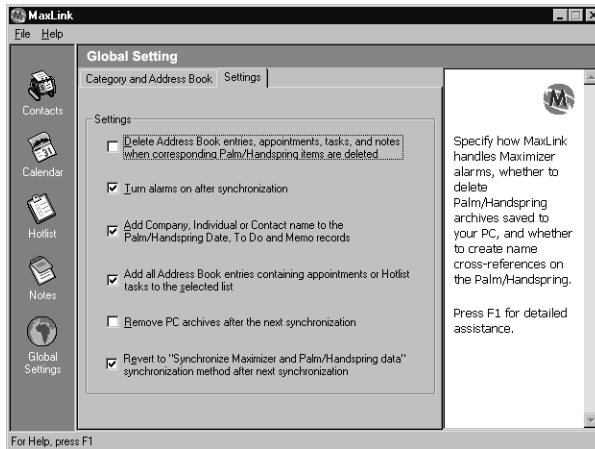 MaxLink
File Help
Global Setting
Category and Address Book
Settings
Contacts
Calendar
Hotlist
Notes
Global
Settings
Settings
Delete Address Book entries, appointments, tasks, and notes
when corresponding Palm/Handspring items are deleted
Turn alarms on after synchronization
Add Company, Individual or Contact name to the
Palm/Handspring Date, To Do and Memo records
Add all Address Book entries containing appointments or Hotlist
tasks to the selected list
Remove PC archives after the next synchronization
Revert to "Synchronize Maximizer and Palm/Handspring data"
synchronization method after next synchronization
M
Specify how MaxLink
handles Maximizer
alarms, whether to
delete
Palm/Handspring
archives saved to
your PC, and whether
to create name
cross-references on
the Palm/Handspring.
Press F1 for detailed
assistance.
For Help, press F1